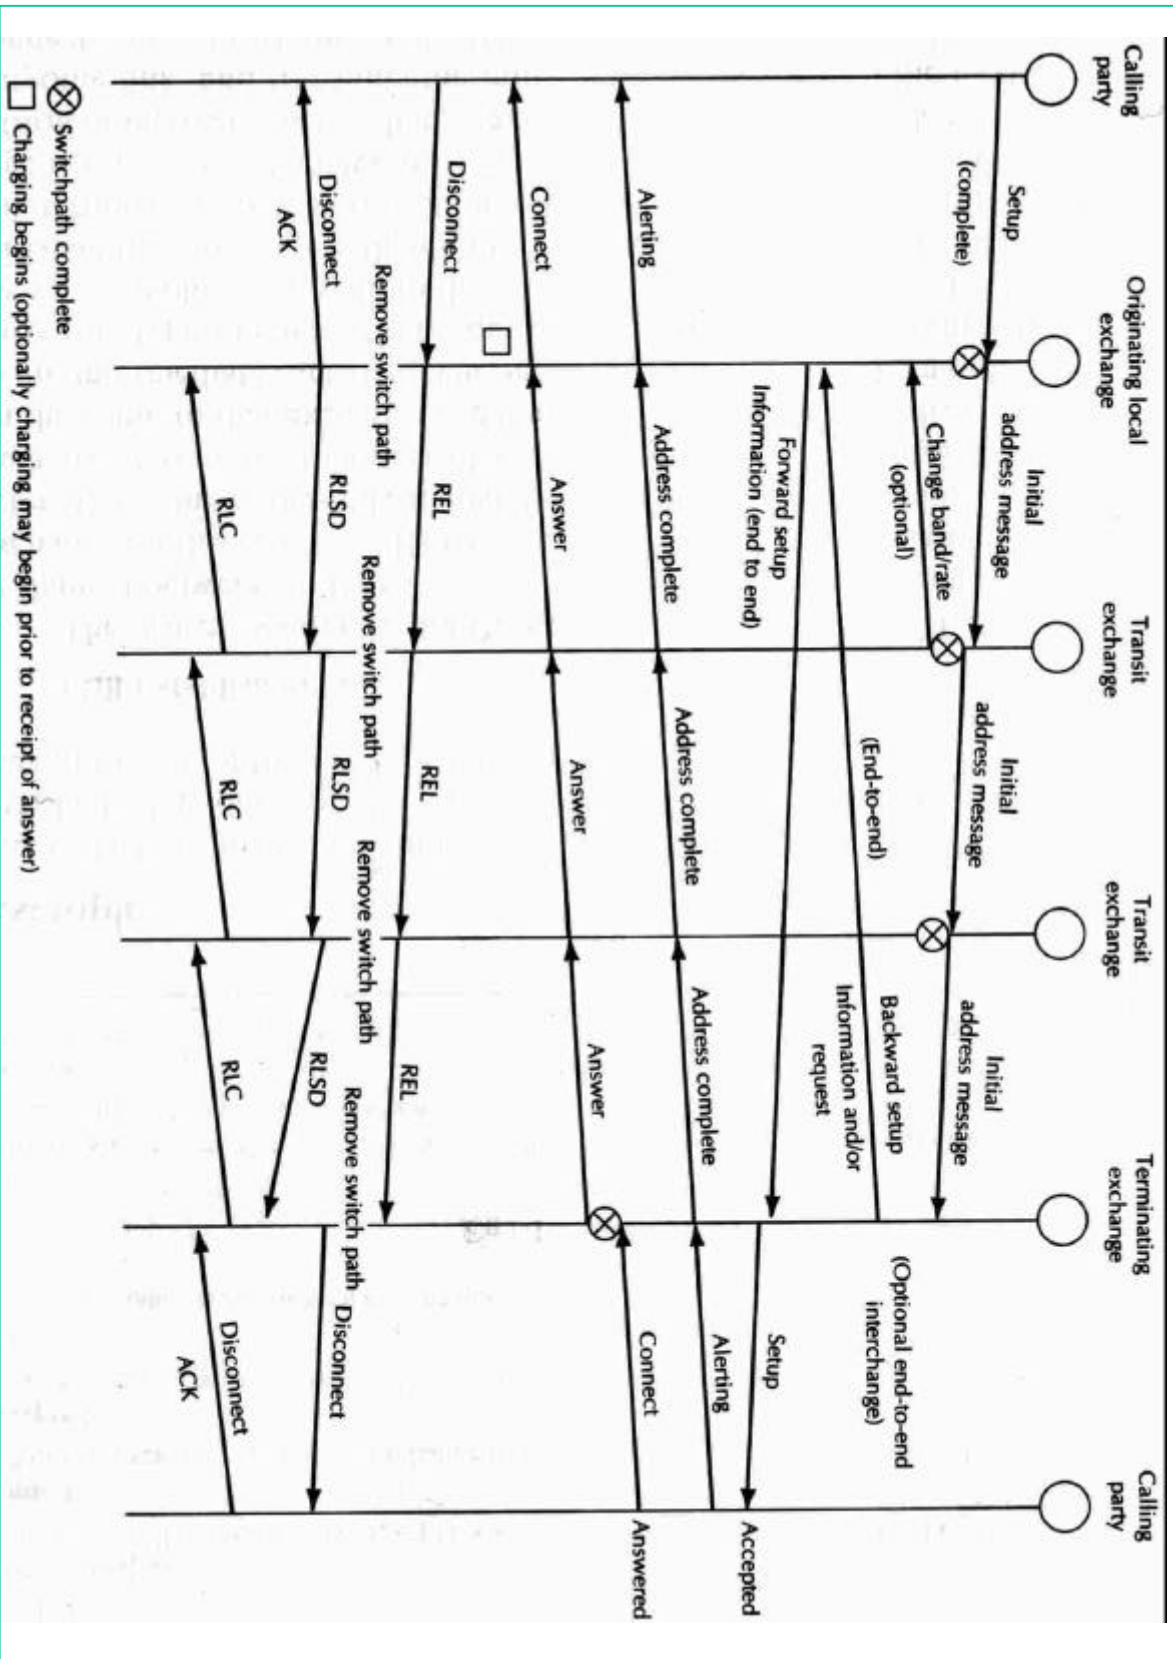 Calling
party
Originating local
exchange
Transit
exchange
Transit
exchange
Terminating
exchange
Calling
party
Setup
(complete)
Initial
address message
Initial
address message
Initial
address message
Change band/rate
(optional)
(End-to-end)
Backward setup
Information and/or
request
(Optional end-to-end
interchange)
Forward setup
Information (end to end)
Setup
Accepted
Alerting
Address complete
Address complete
Address complete
Alerting
Connect
Answer
Answer
Answer
Connect
Answered
Disconnect
REL
REL
REL
Remove switch path
Remove switch path
Remove switch path
Remove switch path
Disconnect
ACK
RLSD
RLSD
RLSD
Disconnect
RLC
RLC
RLC
Disconnect
ACK
Switchpath complete
Charging begins (optionally charging may begin prior to receipt of answer)